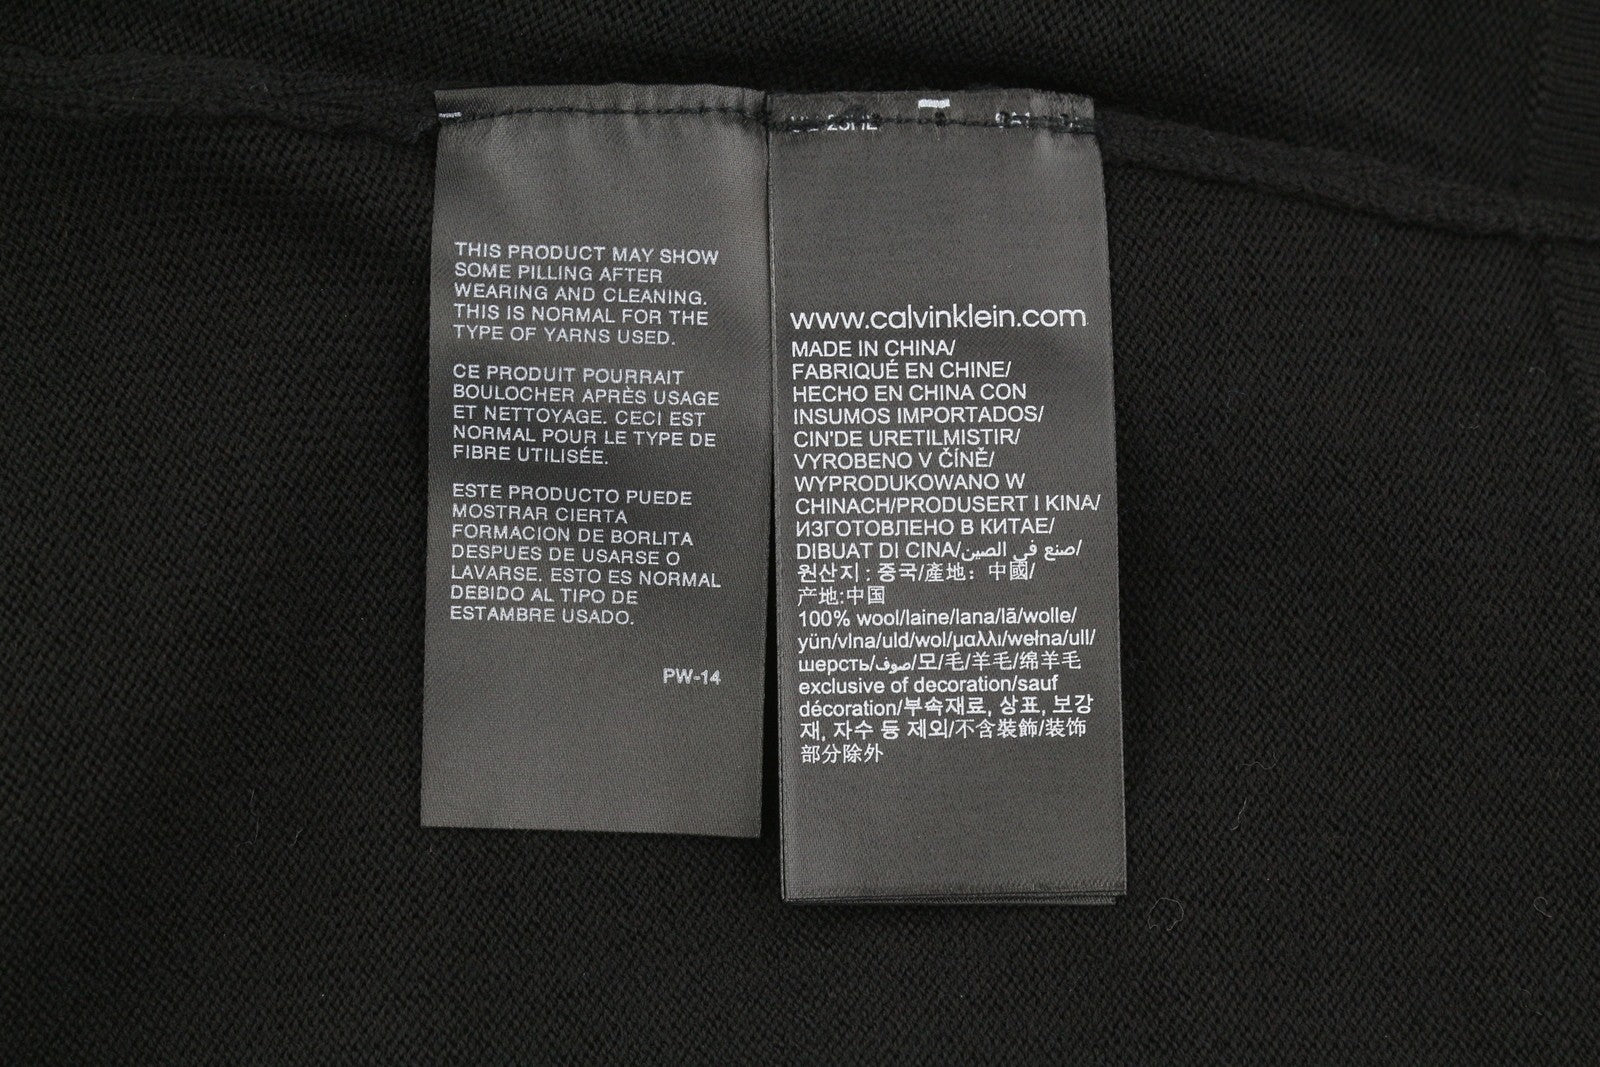 THIS PRODUCT MAY SHOW
SOME PILLING AFTER
WEARING AND CLEANING.
THIS IS NORMAL FOR THE
TYPE OF YARNS USED.
CE PRODUIT POURRAIT
BOULOCHER APRÈS USAGE
ET NETTOYAGE. CECI EST
NORMAL POUR LE TYPE DE
FIBRE UTILISÉE.
ESTE PRODUCTO PUEDE
MOSTRAR CIERTA
FORMACION DE BORLITA
DESPUES DE USARSE O
LAVARSE. ESTO ES NORMAL
DEBIDO AL TIPO DE
ESTAMBRE USADO.
PW-14
www.calvinklein.com
MADE IN CHINA/
FABRIQUÉ EN CHINE/
HECHO EN CHINA CON
INSUMOS IMPORTADOS/
CIN'DE URETILMISTIR/
VYROBENO V ČÍNĚ/
WYPRODUKOWANO W
CHINACH/PRODUSERT I KINA/
ИЗГОТОВЛЕНО В КИТАЕ/
DIBUAT DI CINA/صنع في الصين/
원산지 : 중국/產地：中國/
产地:中国
100% wool/laine/lana/lã/wolle/
yün/vlna/uld/wol/μαλλι/wełna/ull/
шерсть/صوف/모/毛/羊毛/绵羊毛
exclusive of decoration/sauf
décoration/부속재료, 상표, 보강
재, 자수 등 제외/不含裝飾/装饰
部分除外